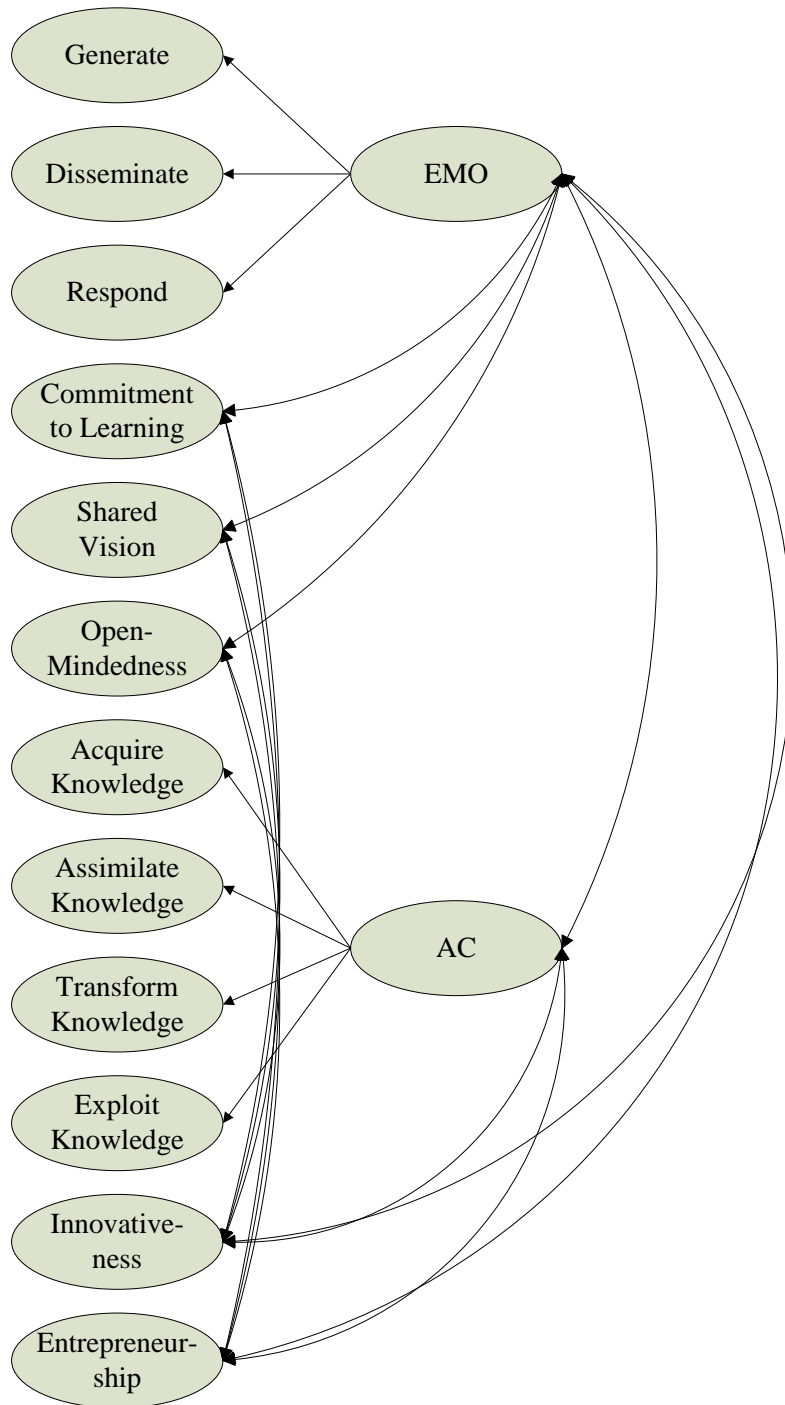 Generate
Disseminate
EMO
Respond
Commitment
to Learning
Shared
Vision
Open-
Mindedness
Acquire
Knowledge
Assimilate
Knowledge
AC
Transform
Knowledge
Exploit
Knowledge
Innovative-
ness
Entrepreneur-
ship